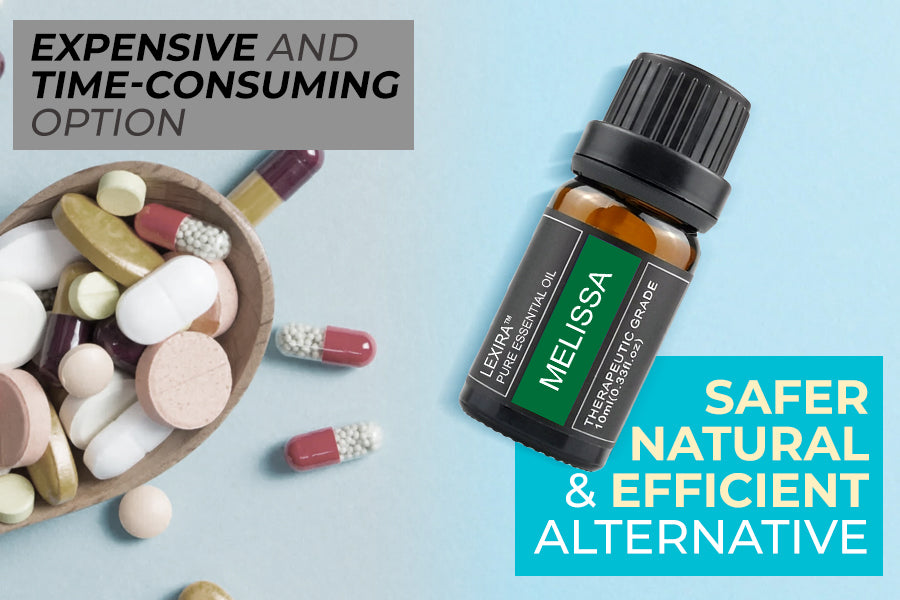 EXPENSIVE AND
TIME-CONSUMING
OPTION
LEXIRA™
PURE ESSENTIAL OIL
MELISSA
THERAPEUTIC GRADE
10ml(0.33fl.oz)
SAFER
NATURAL
& EFFICIENT
ALTERNATIVE